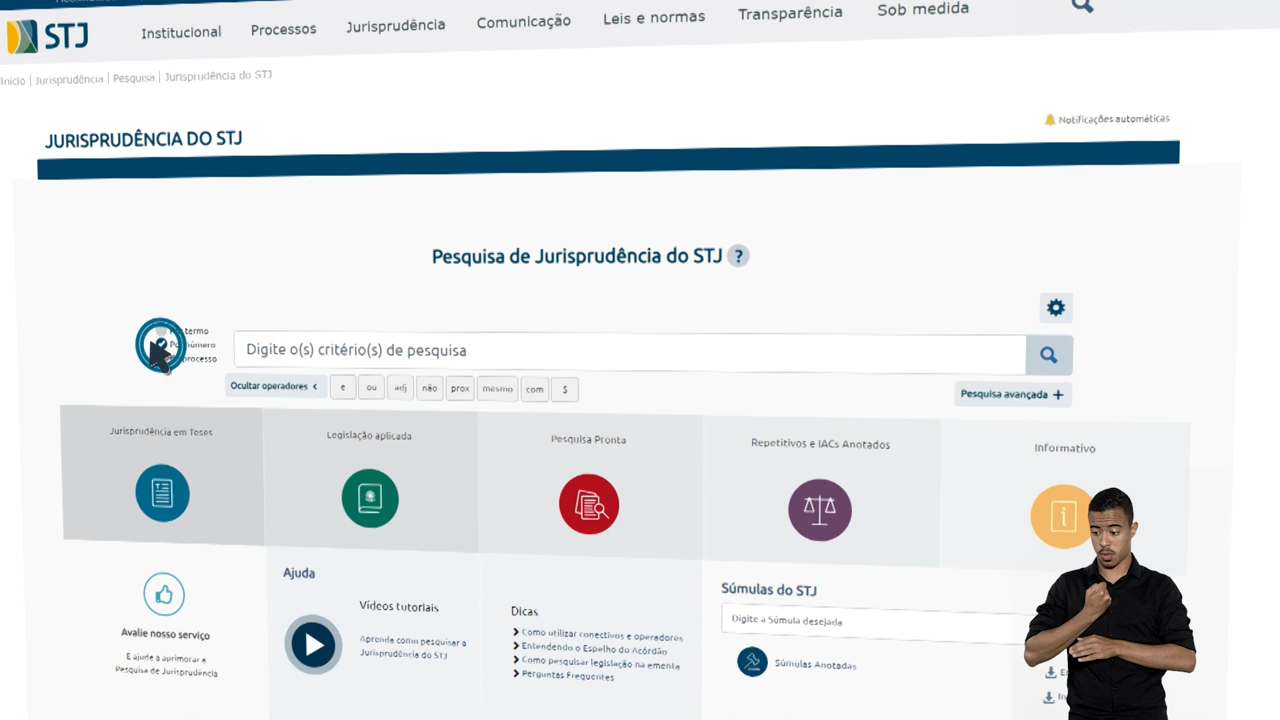 STJ
Institucional
Processos
Jurisprudência
Comunicação
Leis e normas
Transparência
Sob medida
Início | Jurisprudência | Pesquisa | Jurisprudência do STJ
Notificações automáticas
JURISPRUDÊNCIA DO STJ
Pesquisa de Jurisprudência do STJ ?
termo
número
processo
Digite o(s) critério(s) de pesquisa
Ocultar operadores
e
ou
adj
não
prox
mesmo
com
$
Pesquisa avançada +
Jurisprudência em Teses
Legislação aplicada
Pesquisa Pronta
Repetitivos e IACs Anotados
Informativo
Avalie nosso serviço
E ajude a aprimorar a
Pesquisa de Jurisprudência
Ajuda
Vídeos tutoriais
Aprenda como pesquisar a
Jurisprudência do STJ
Dicas
Como utilizar conectivos e operadores
Entendendo o Espelho do Acórdão
Como pesquisar legislação na ementa
Perguntas Frequentes
Súmulas do STJ
Digite a Súmula desejada
Súmulas Anotadas